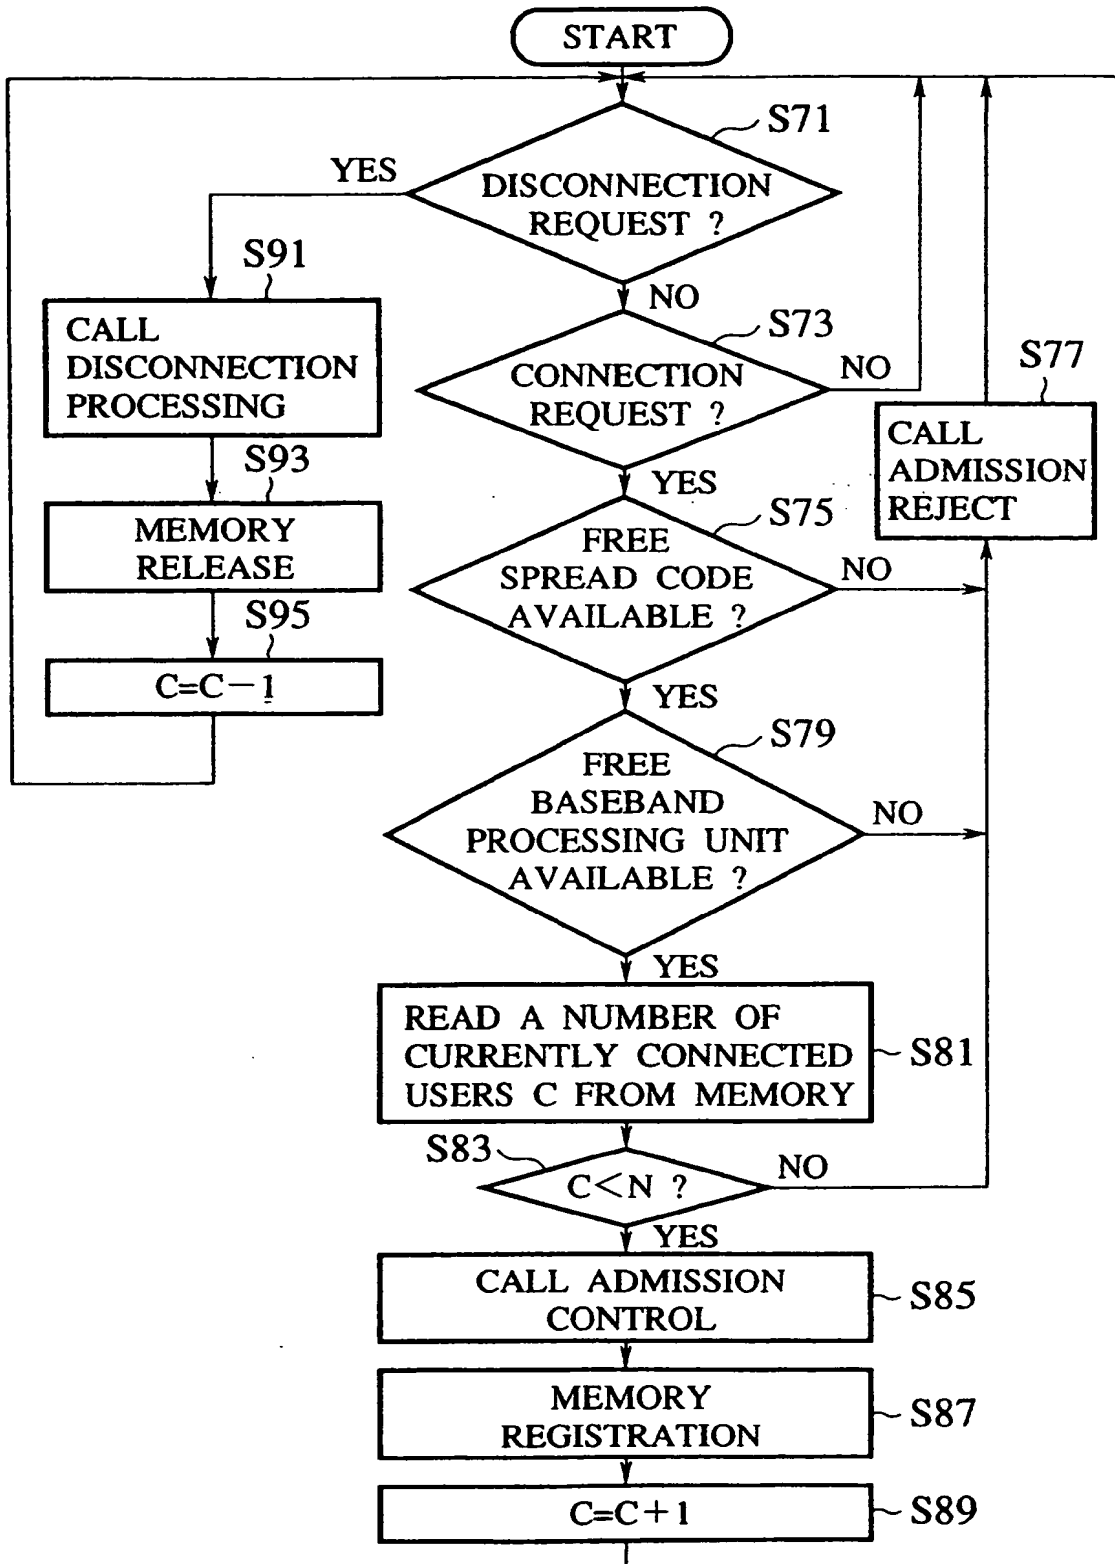 START
S71
YES
DISCONNECTION
REQUEST ?
S91
NO
CALL
DISCONNECTION
PROCESSING
S73
CONNECTION
REQUEST ?
NO
S77
CALL
ADMISSION
REJECT
S93
YES
MEMORY
RELEASE
S75
FREE
SPREAD CODE
AVAILABLE ?
NO
S95
C=C-1
YES
S79
FREE
BASEBAND
PROCESSING UNIT
AVAILABLE ?
NO
YES
READ A NUMBER OF
CURRENTLY CONNECTED
USERS C FROM MEMORY
S81
S83
C<N ?
NO
YES
CALL ADMISSION
CONTROL
S85
MEMORY
REGISTRATION
S87
C=C+1
S89